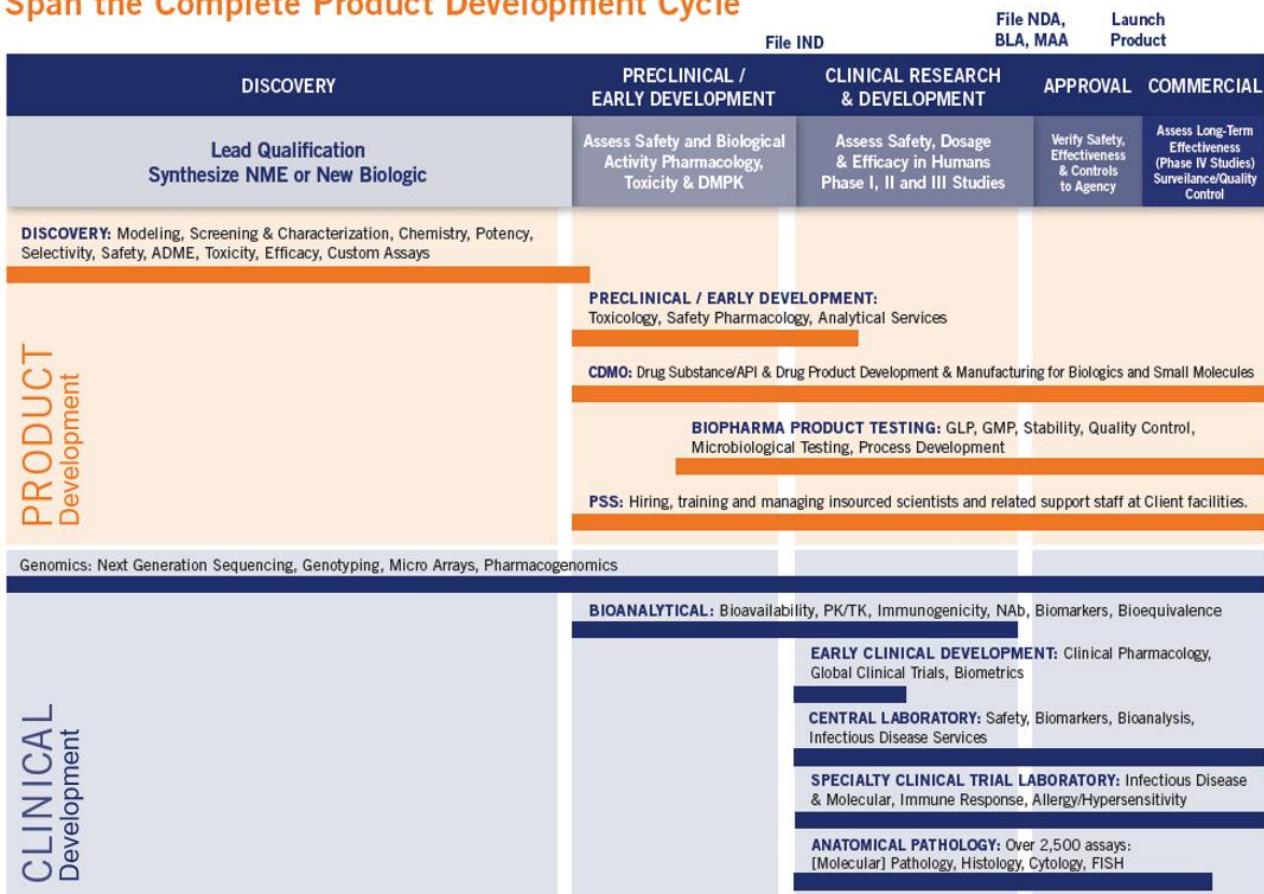 Span the Complete Product Development Cycle
File IND
File NDA,
BLA, MAA
Launch
Product
DISCOVERY
PRECLINICAL /
EARLY DEVELOPMENT
CLINICAL RESEARCH
& DEVELOPMENT
APPROVAL
COMMERCIAL
Lead Qualification
Synthesize NME or New Biologic
Assess Safety and Biological
Activity Pharmacology,
Toxicity & DMPK
Assess Safety, Dosage
& Efficacy in Humans
Phase I, II and III Studies
Verify Safety,
Effectiveness
& Controls
to Agency
Assess Long-Term
Effectiveness
(Phase IV Studies)
Surveilance/Quality
Control
PRODUCT
Development
DISCOVERY: Modeling, Screening & Characterization, Chemistry, Potency,
Selectivity, Safety, ADME, Toxicity, Efficacy, Custom Assays
PRECLINICAL / EARLY DEVELOPMENT:
Toxicology, Safety Pharmacology, Analytical Services
CDMO: Drug Substance/API & Drug Product Development & Manufacturing for Biologics and Small Molecules
BIOPHARMA PRODUCT TESTING: GLP, GMP, Stability, Quality Control,
Microbiological Testing, Process Development
PSS: Hiring, training and managing insourced scientists and related support staff at Client facilities.
CLINICAL
Development
Genomics: Next Generation Sequencing, Genotyping, Micro Arrays, Pharmacogenomics
BIOANALYTICAL: Bioavailability, PK/TK, Immunogenicity, NAb, Biomarkers, Bioequivalence
EARLY CLINICAL DEVELOPMENT: Clinical Pharmacology,
Global Clinical Trials, Biometrics
CENTRAL LABORATORY: Safety, Biomarkers, Bioanalysis,
Infectious Disease Services
SPECIALTY CLINICAL TRIAL LABORATORY: Infectious Disease
& Molecular, Immune Response, Allergy/Hypersensitivity
ANATOMICAL PATHOLOGY: Over 2,500 assays:
[Molecular] Pathology, Histology, Cytology, FISH